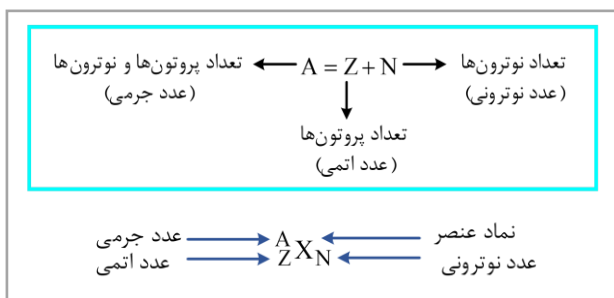 تعداد پروتون‌ها و نوترون‌ها ← A = Z + N → تعداد نوترون‌ها
(عدد جرمی) (عدد نوترونی)
↓
تعداد پروتون‌ها
(عدد اتمی)
عدد جرمی → A X ← نماد عنصر
عدد اتمی → Z N ← عدد نوترونی